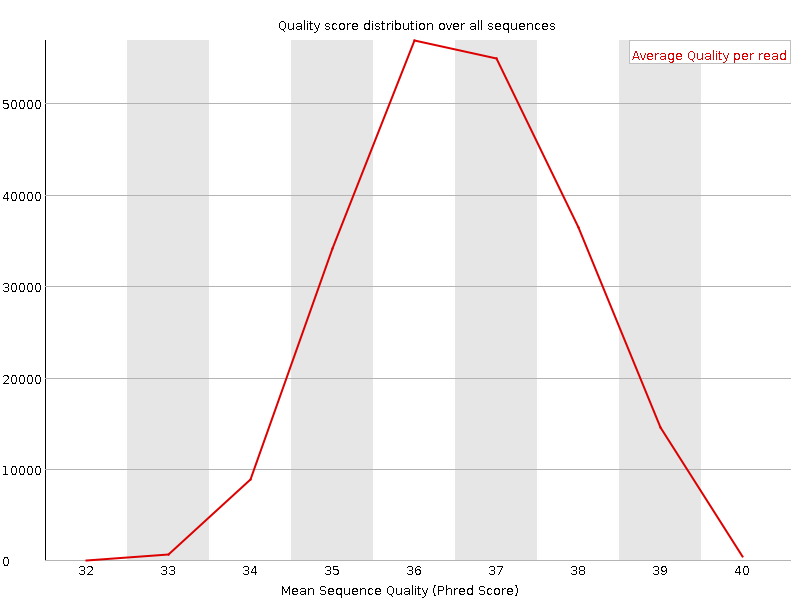 Quality score distribution over all sequences
Average Quality per read
50000
40000
30000
20000
10000
0
32 33 34 35 36 37 38 39 40
Mean Sequence Quality (Phred Score)